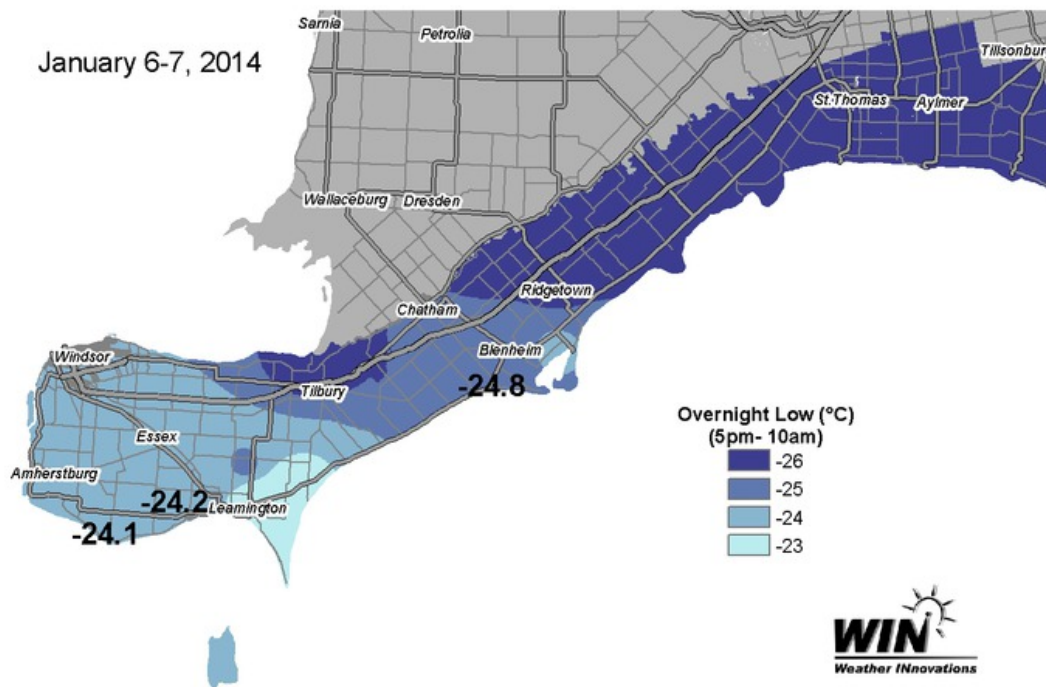 January 6-7, 2014
Sarnia
Petrolia
Tillsonburg
St.Thomas
Aylmer
Wallaceburg
Dresden
Ridgetown
Chatham
Blenheim
Windsor
Tilbury
-24.8
Essex
Amherstburg
-24.2
Leamington
-24.1
Overnight Low (°C)
(5pm- 10am)
-26
-25
-24
-23
WIN
Weather INnovations